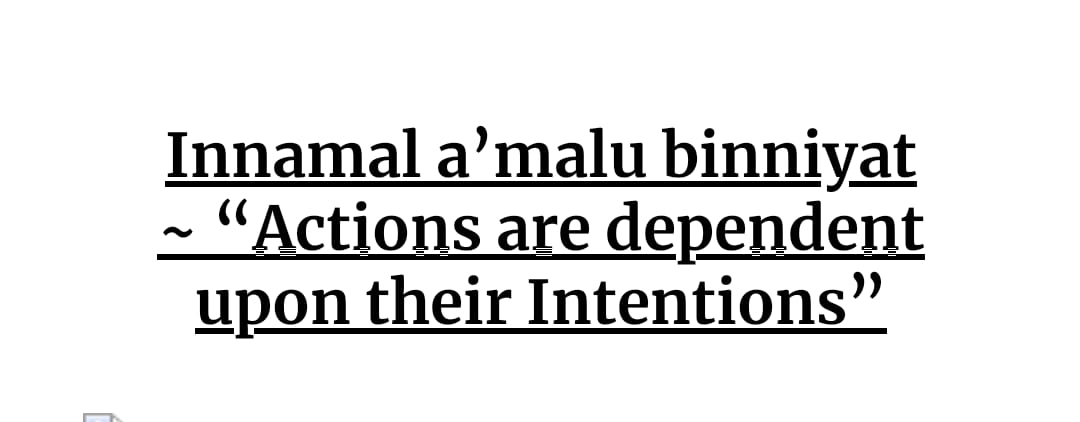 Innamal a’malu binniyat
~ “Actions are dependent
upon their Intentions”